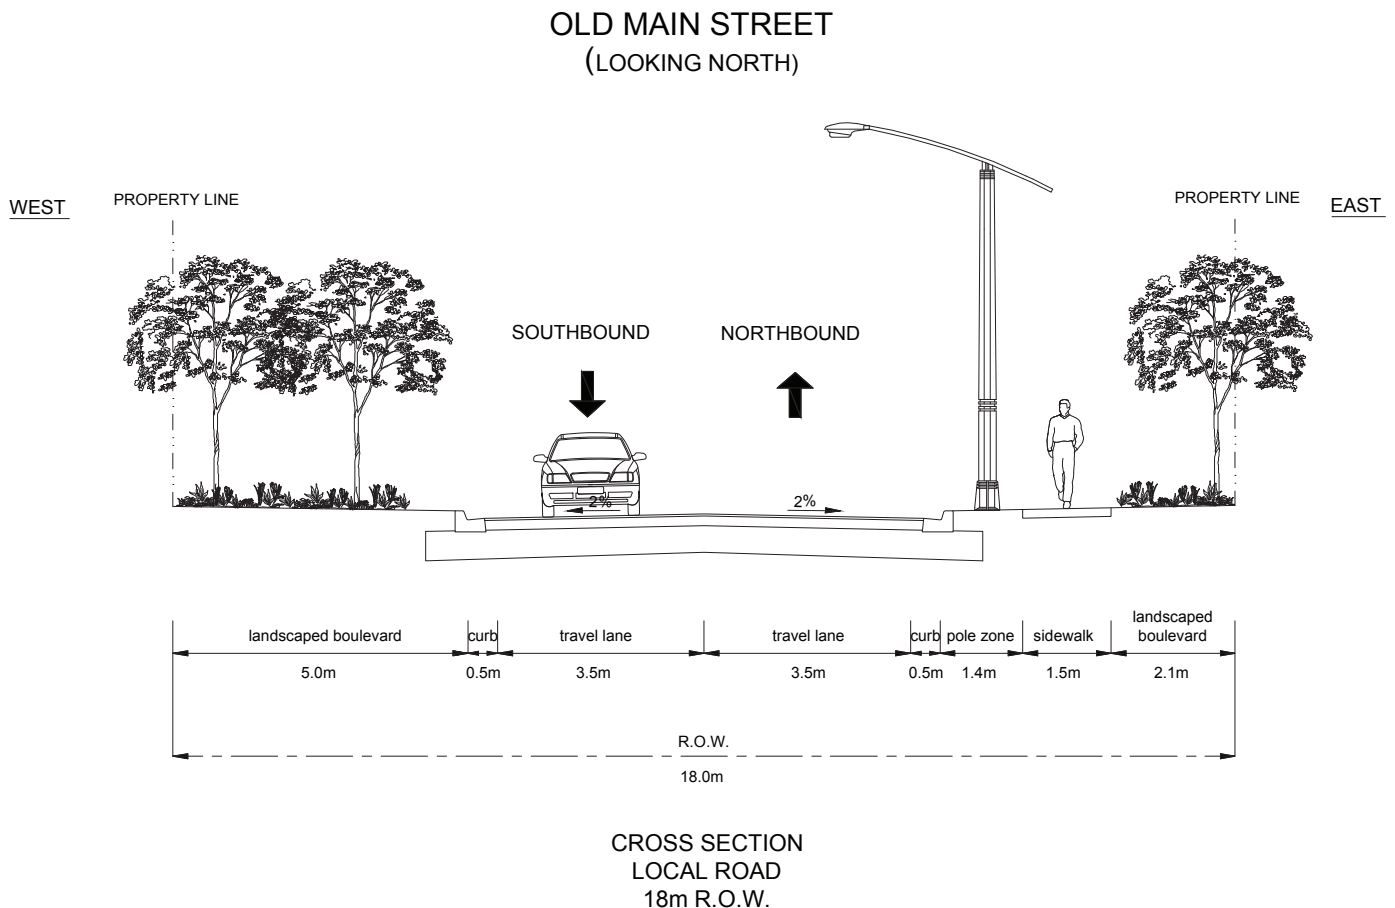 OLD MAIN STREET
(LOOKING NORTH)
WEST
PROPERTY LINE
PROPERTY LINE
EAST
SOUTHBOUND
NORTHBOUND
2%
2%
landscaped boulevard
curb
travel lane
travel lane
curb
pole zone
sidewalk
landscaped
boulevard
5.0m
0.5m
3.5m
3.5m
0.5m
1.4m
1.5m
2.1m
R.O.W.
18.0m
CROSS SECTION
LOCAL ROAD
18m R.O.W.